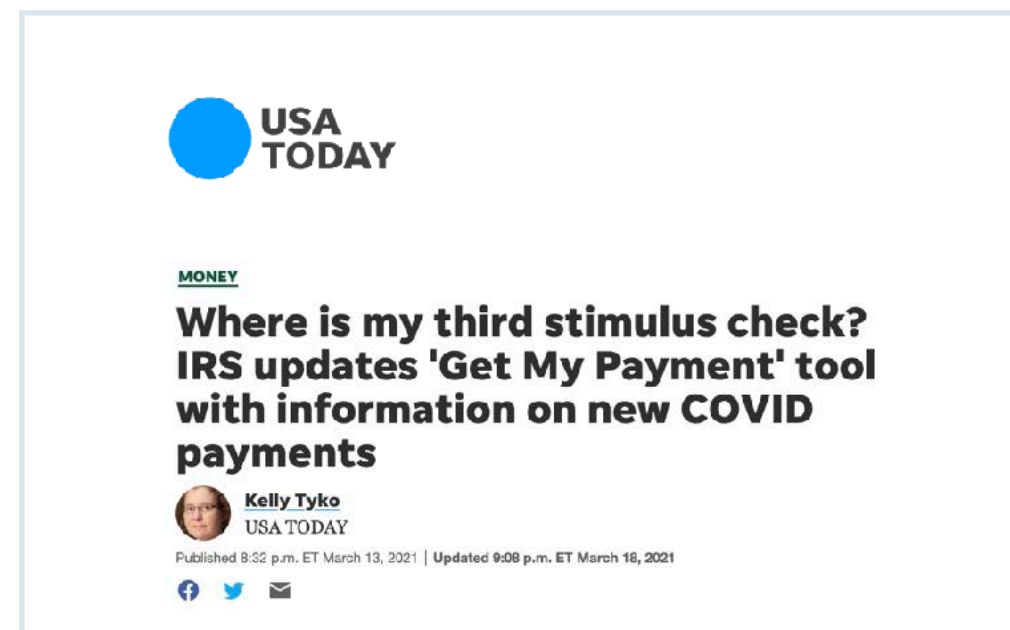 USA
TODAY
MONEY
Where is my third stimulus check?
IRS updates 'Get My Payment' tool
with information on new COVID
payments
Kelly Tyko
USA TODAY
Published 8:32 p.m. ET March 13, 2021 | Updated 9:08 p.m. ET March 18, 2021